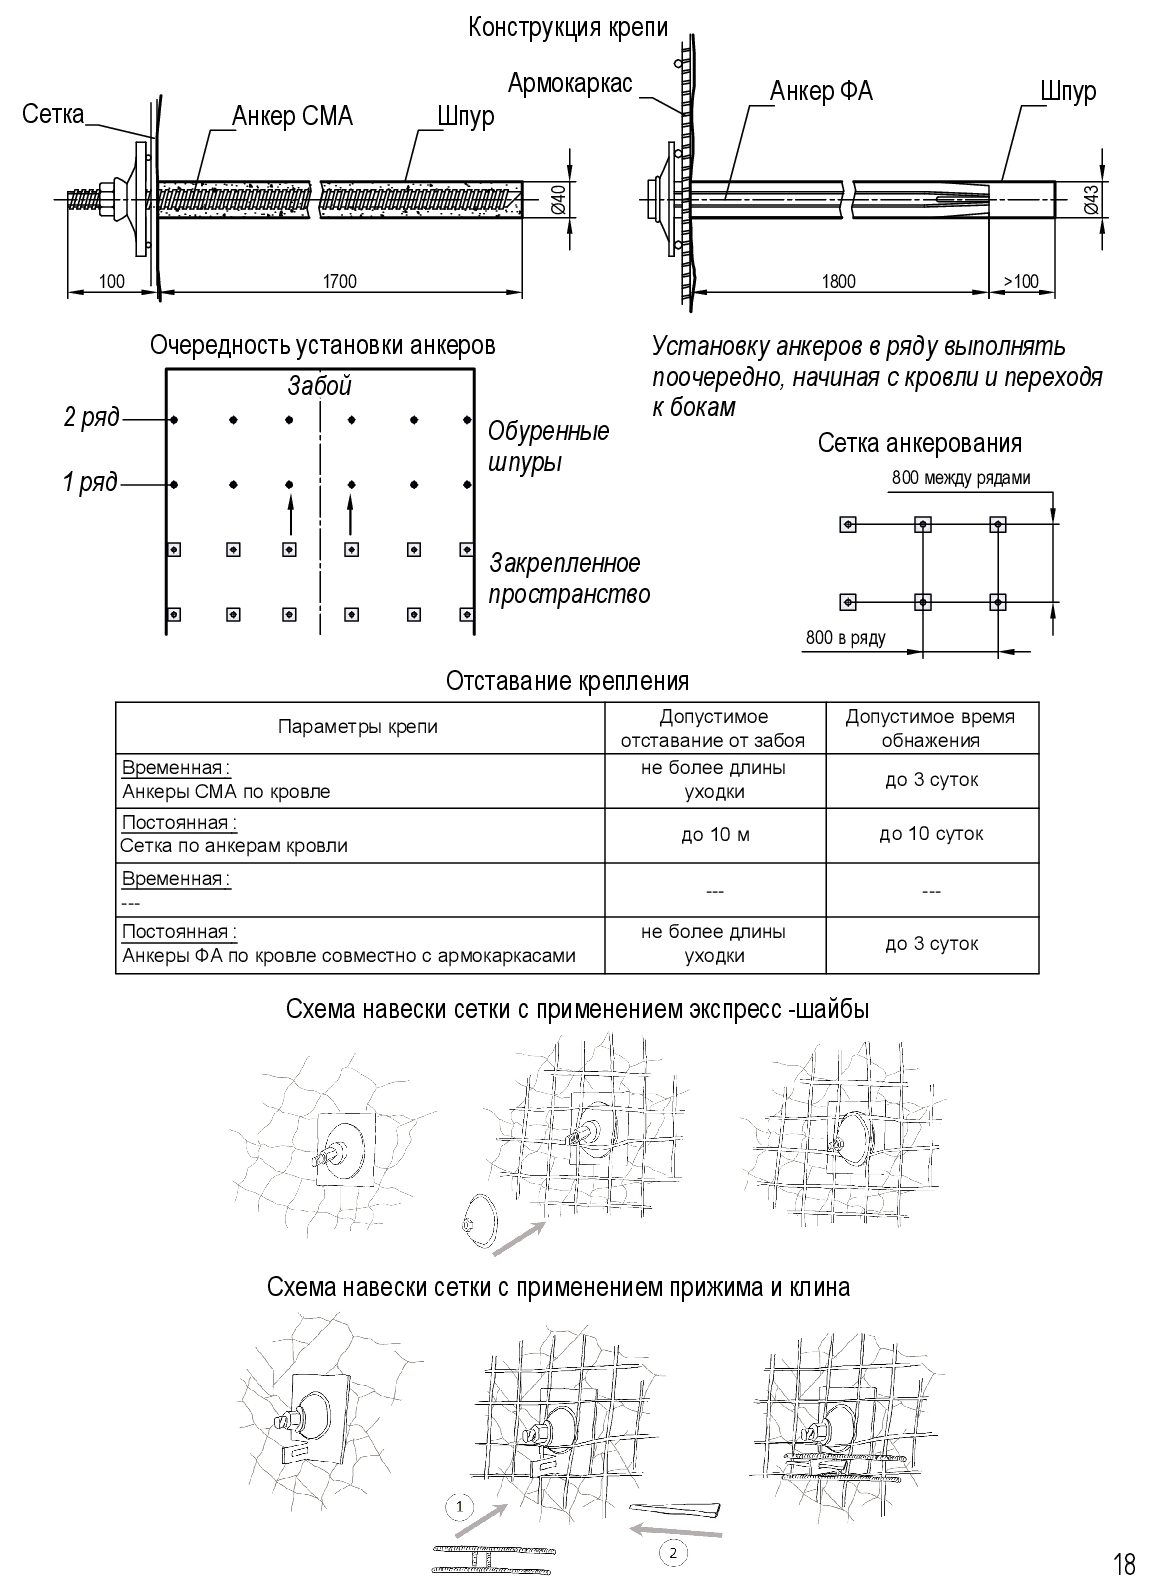 Конструкция крепи
Сетка
Анкер СМА
Шпур
Армокаркас
Анкер ФА
Шпур
Ø40
Ø43
100
1700
1800
>100
Очередность установки анкеров
Забой
2 ряд
1 ряд
Обуренные
шпуры
Закрепленное
пространство
Установку анкеров в ряду выполнять
поочередно, начиная с кровли и переходя
к бокам
Сетка анкерования
800 между рядами
800 в ряду
Отставание крепления
Параметры крепи
Допустимое
отставание от забоя
Допустимое время
обнажения
Временная :
Анкеры СМА по кровле
не более длины
уходки
до 3 суток
Постоянная :
Сетка по анкерам кровли
до 10 м
до 10 суток
Временная :
---
---
---
Постоянная :
Анкеры ФА по кровле совместно с армокаркасами
не более длины
уходки
до 3 суток
Схема навески сетки с применением экспресс -шайбы
Схема навески сетки с применением прижима и клина
1
2
18